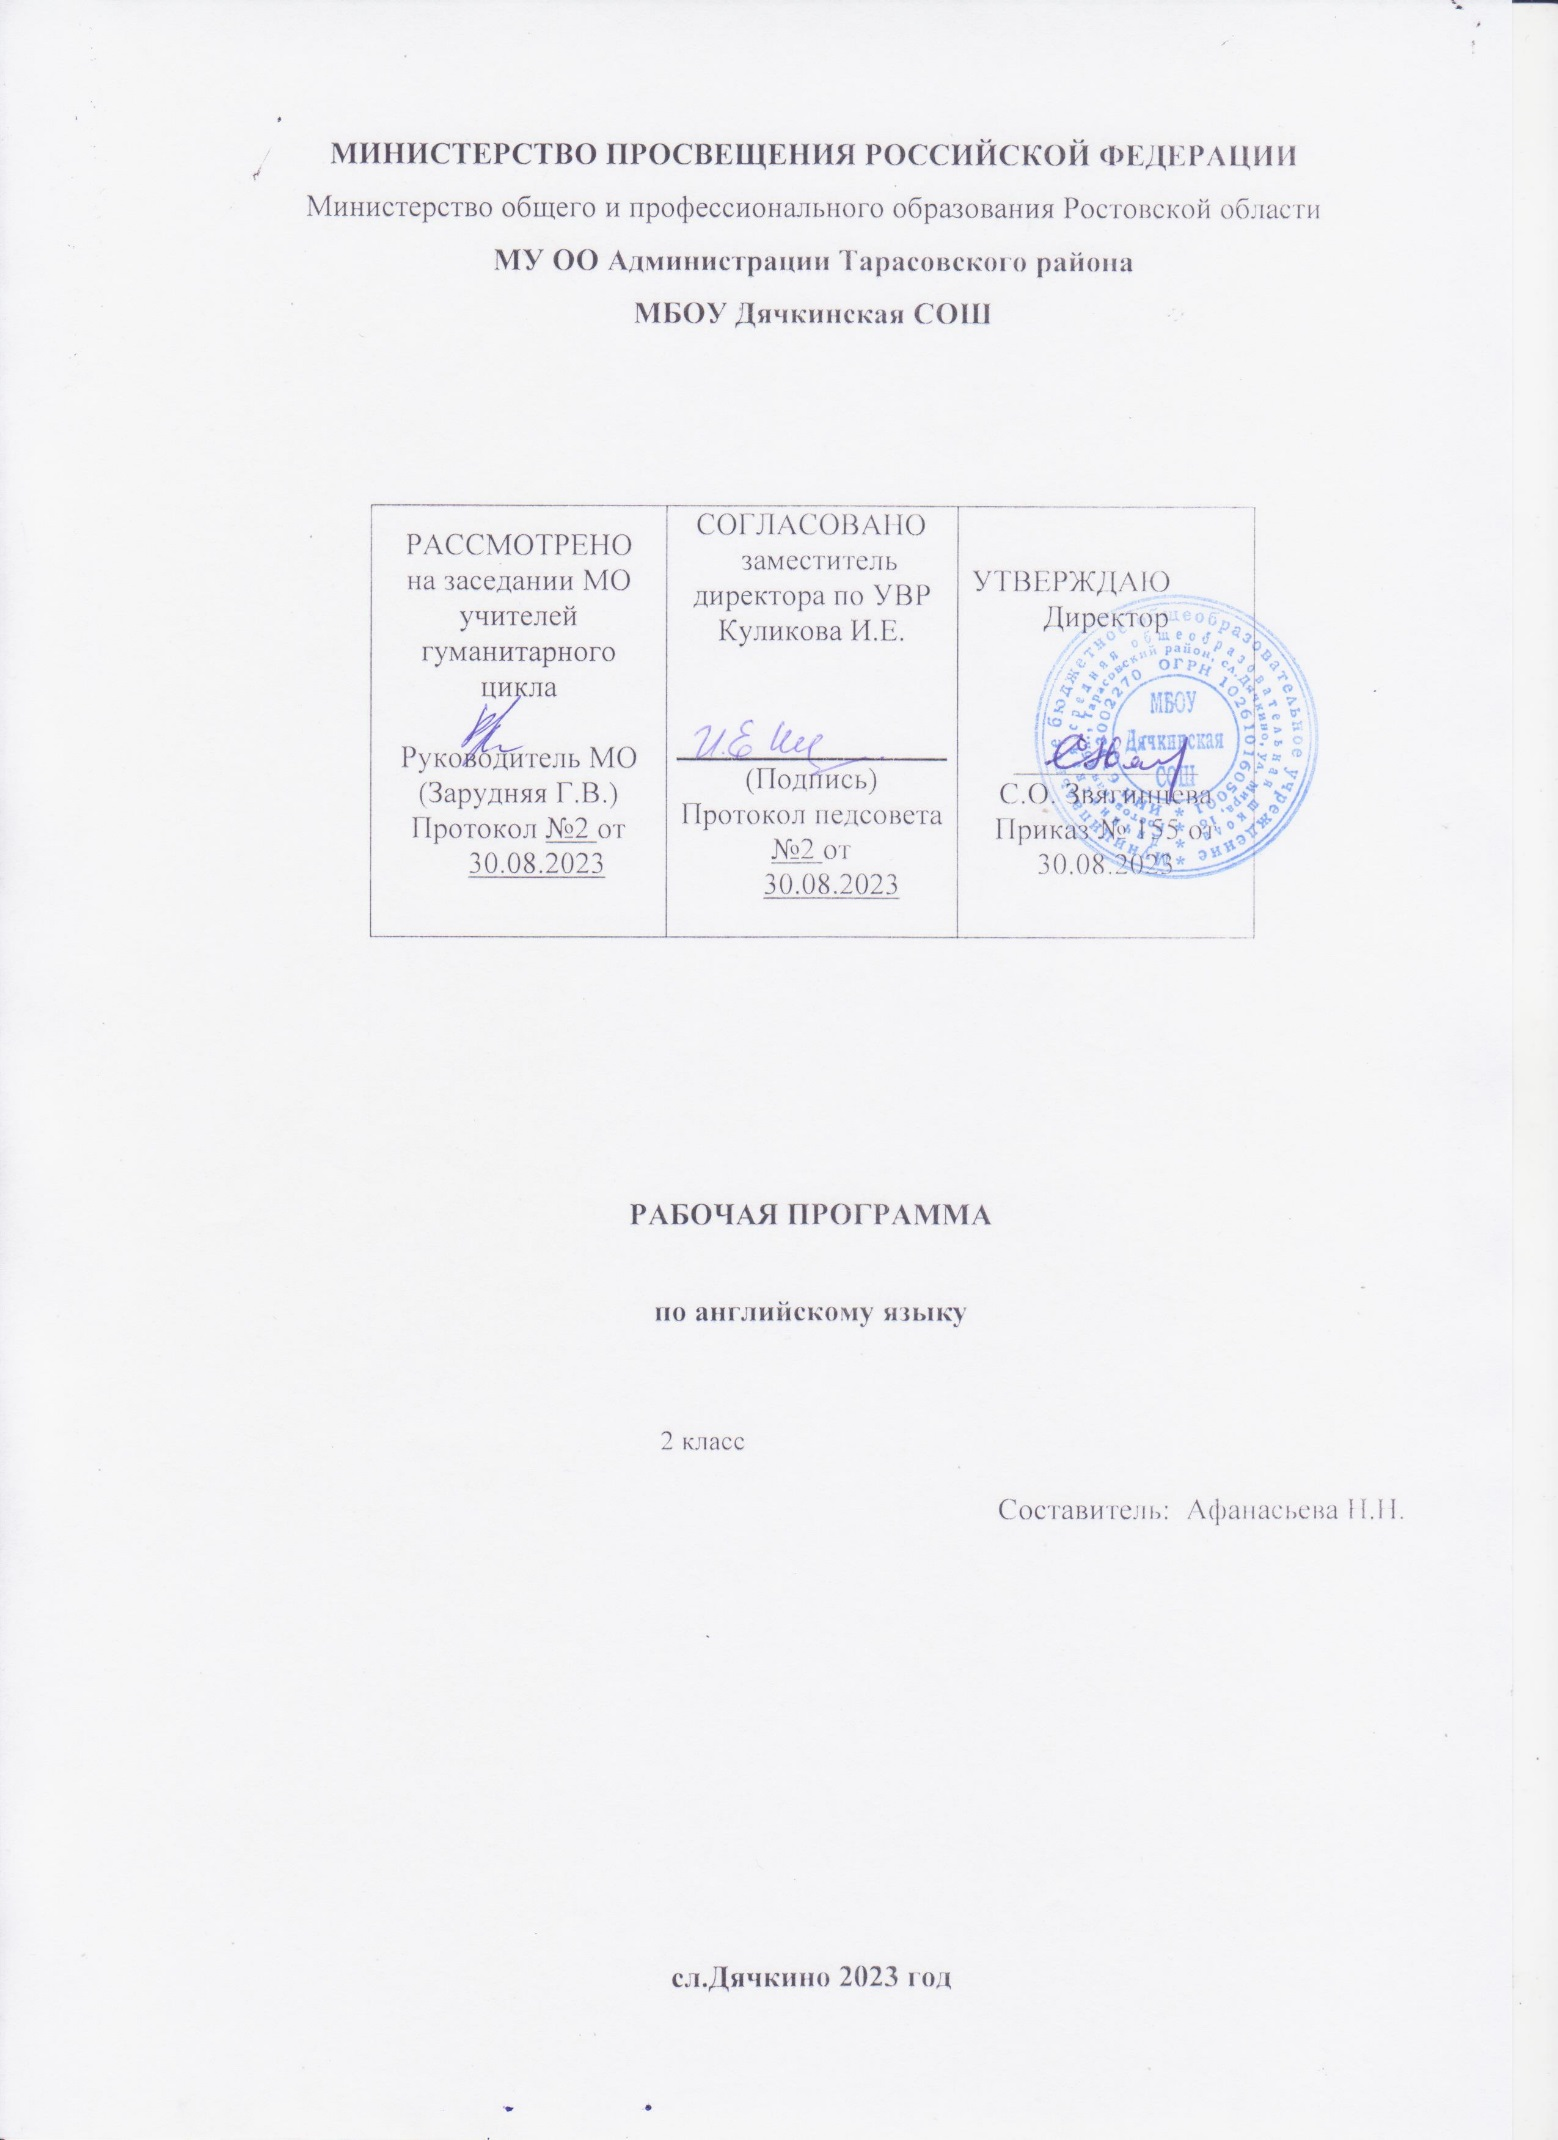 МИНИСТЕРСТВО ПРОСВЕЩЕНИЯ РОССИЙСКОЙ ФЕДЕРАЦИИ
Министерство общего и профессионального образования Ростовской области
МУ ОО Администрации Тарасовского района
МБОУ Дячкинская СОШ
РАССМОТРЕНО
на заседании МО
учителей
гуманитарного
цикла
Руководитель МО
(Зарудняя Г.В.)
Протокол №2 от
30.08.2023
СОГЛАСОВАНО
заместитель
директора по УВР
Куликова И.Е.
(Подпись)
Протокол педсовета
№2 от
30.08.2023
УТВЕРЖДАЮ
Директор
С.О. Звягинцева
Приказ № 155 от
30.08.2023
МБОУ
Дячкинская
СОШ
РАБОЧАЯ ПРОГРАММА
по английскому языку
2 класс
Составитель:  Афанасьева Н.Н.
сл.Дячкино 2023 год